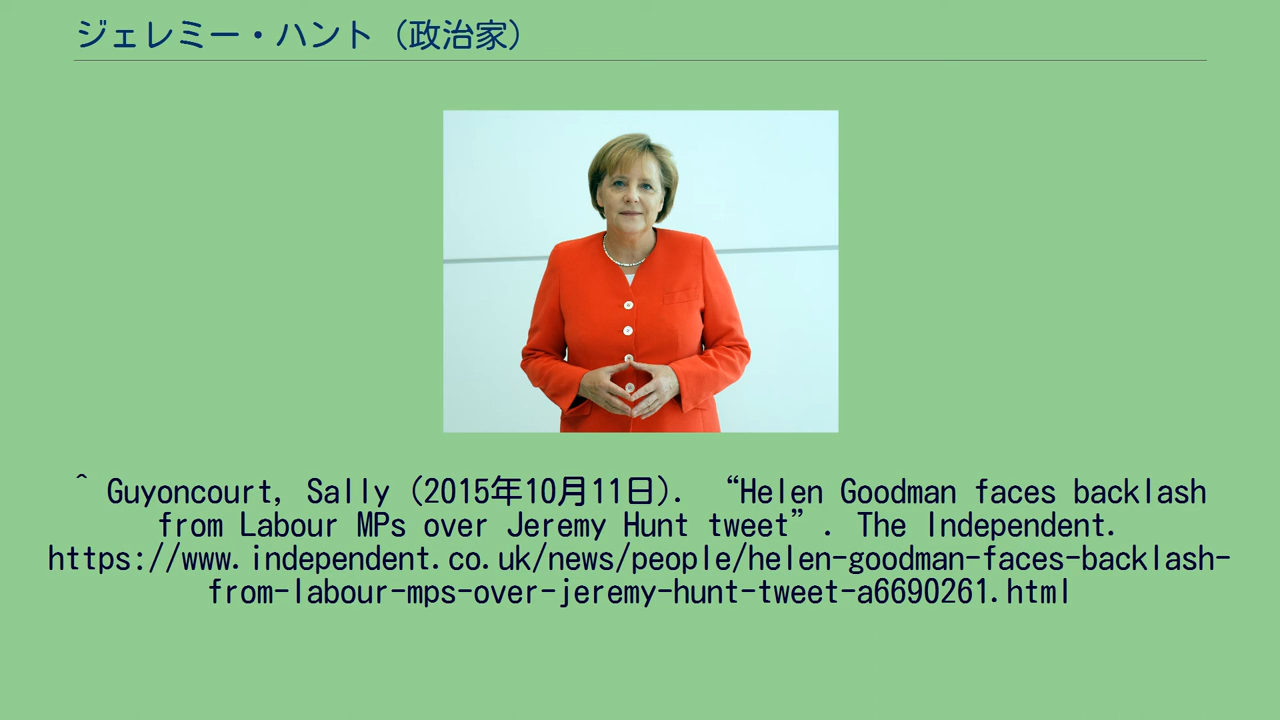 ジェレミー・ハント（政治家）
^ Guyoncourt, Sally (2015年10月11日). “Helen Goodman faces backlash
from Labour MPs over Jeremy Hunt tweet”. The Independent.
https://www.independent.co.uk/news/people/helen-goodman-faces-backlash-
from-labour-mps-over-jeremy-hunt-tweet-a6690261.html